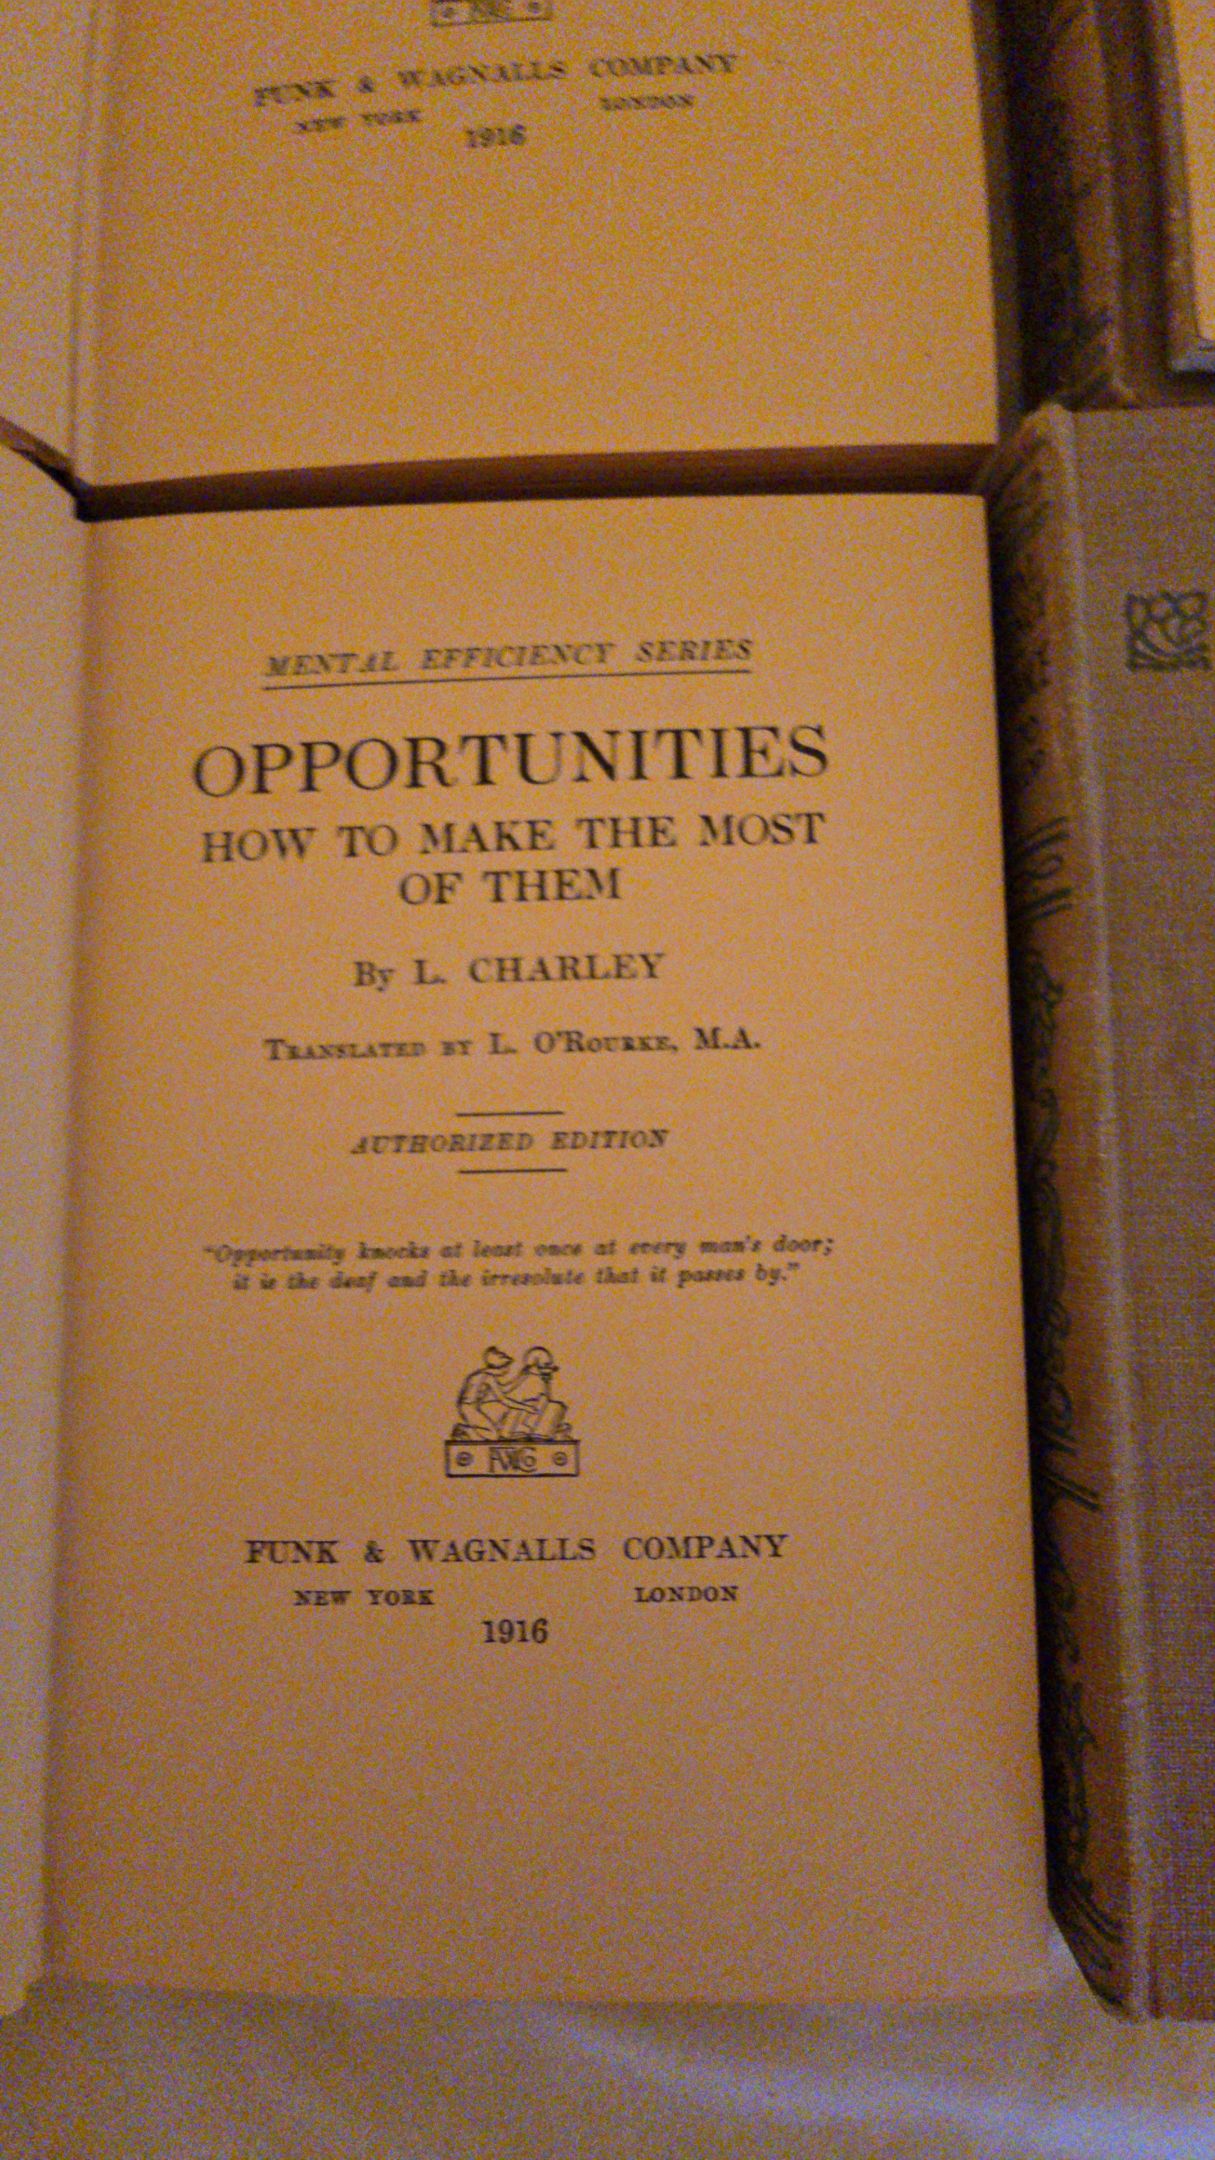 FUNK & WAGNALLS COMPANY
NEW YORK LONDON
1916
MENTAL EFFICIENCY SERIES
OPPORTUNITIES
HOW TO MAKE THE MOST
OF THEM
By L. CHARLEY
TRANSLATED BY L. O'ROURKE, M.A.
AUTHORIZED EDITION
"Opportunity knocks at least once at every man's door;
it is the deaf and the irresolute that it passes by."
FWCo
FUNK & WAGNALLS COMPANY
NEW YORK LONDON
1916